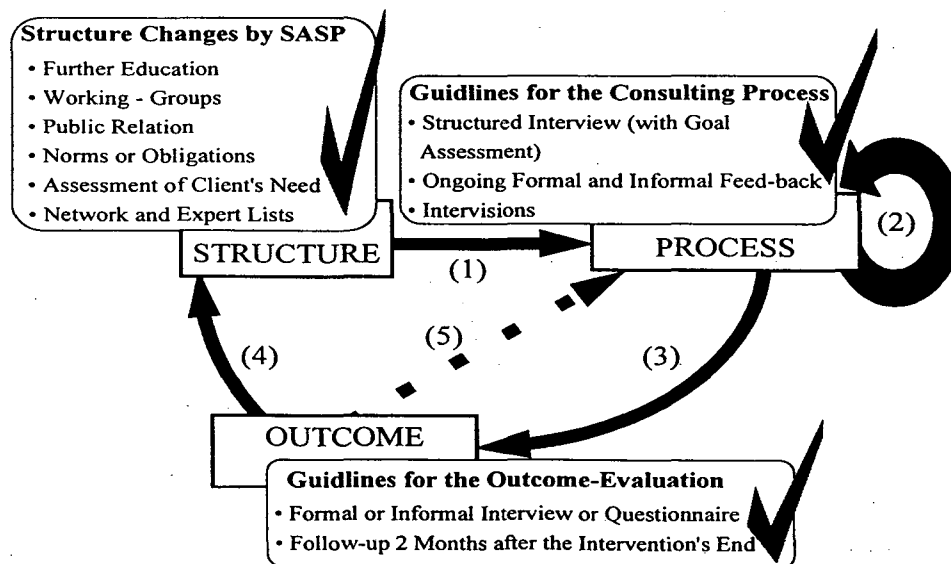 Structure Changes by SASP
• Further Education
• Working - Groups
• Public Relation
• Norms or Obligations
• Assessment of Client's Need
• Network and Expert Lists
STRUCTURE
Guidlines for the Consulting Process
• Structured Interview (with Goal
Assessment)
• Ongoing Formal and Informal Feed-back
• Intervisions
PROCESS
(1)
(2)
(3)
(4)
(5)
OUTCOME
Guidlines for the Outcome-Evaluation
• Formal or Informal Interview or Questionnaire
• Follow-up 2 Months after the Intervention's End